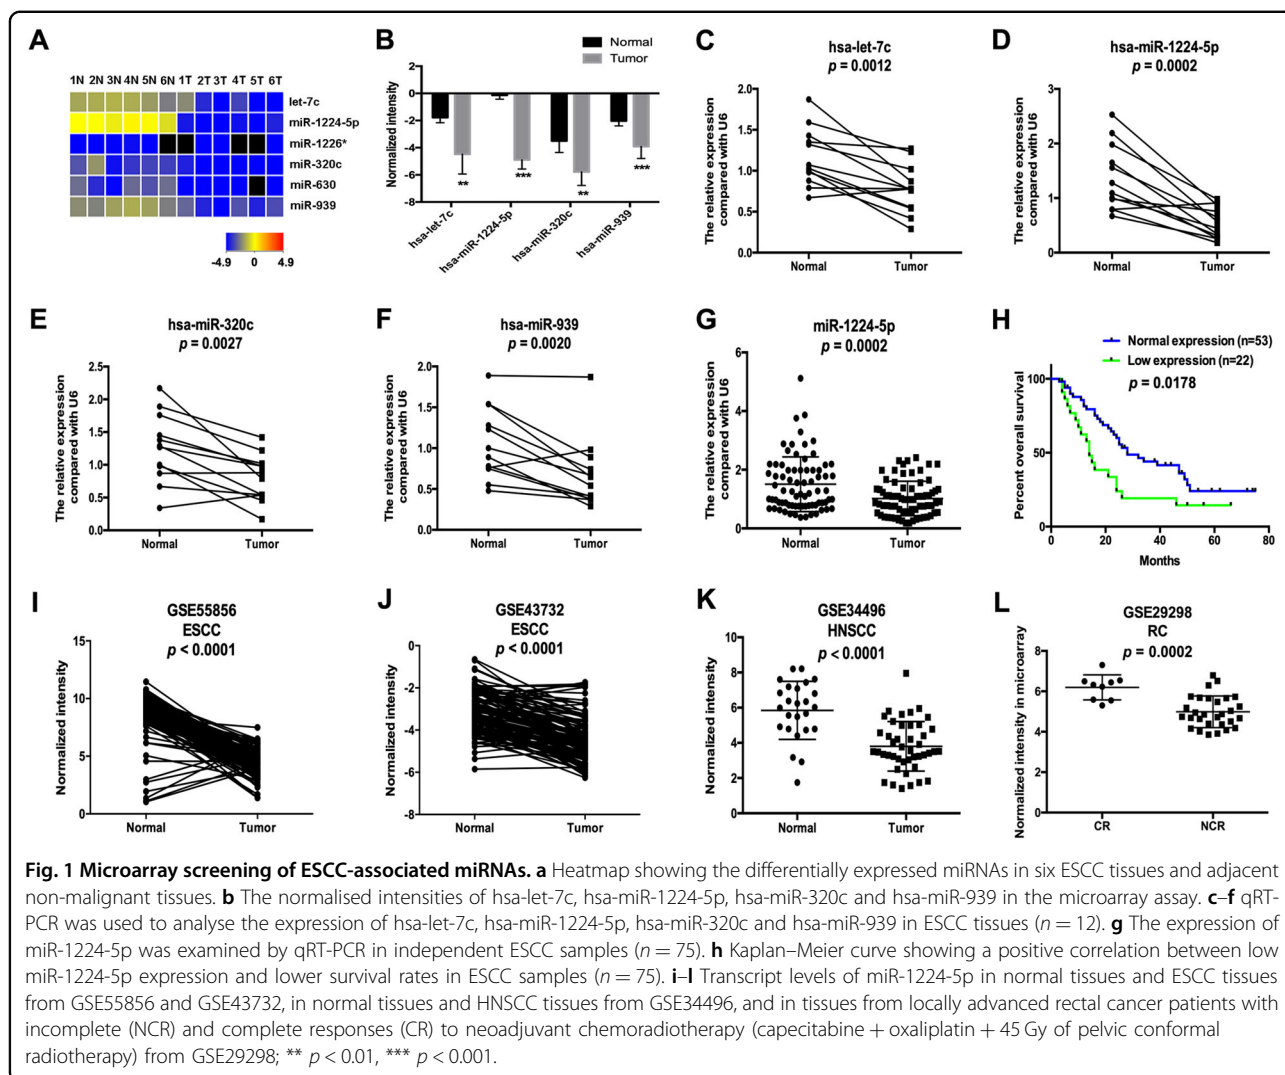 A
1N 2N 3N 4N 5N 6N 1T 2T 3T 4T 5T 6T
let-7c
miR-1224-5p
miR-1226*
miR-320c
miR-630
miR-939
-4.9 0 4.9
B
Normal
Tumor
Normalized intensity
0
-2
-4
-6
-8
**
***
**
***
hsa-let-7c
hsa-miR-1224-5p
hsa-miR-320c
hsa-miR-939
C
hsa-let-7c
p = 0.0012
The relative expression
compared with U6
2.0
1.5
1.0
0.5
0.0
Normal Tumor
D
hsa-miR-1224-5p
p = 0.0002
The relative expression
compared with U6
3
2
1
0
Normal Tumor
E
hsa-miR-320c
p = 0.0027
The relative expression
compared with U6
2.5
2.0
1.5
1.0
0.5
0.0
Normal Tumor
F
hsa-miR-939
p = 0.0020
The relative expression
compared with U6
2.0
1.5
1.0
0.5
0.0
Normal Tumor
G
miR-1224-5p
p = 0.0002
The relative expression
compared with U6
6
4
2
0
Normal Tumor
H
Normal expression (n=53)
Low expression (n=22)
p = 0.0178
Percent overall survival
100
50
0
0 20 40 60 80
Months
I
GSE55856
ESCC
p < 0.0001
Normalized intensity
15
10
5
0
Normal Tumor
J
GSE43732
ESCC
p < 0.0001
Normalized intensity
0
-2
-4
-6
-8
Normal Tumor
K
GSE34496
HNSCC
p < 0.0001
Normalized intensity
10
8
6
4
2
0
Normal Tumor
L
GSE29298
RC
p = 0.0002
Normalized intensity in microarray
10
8
6
4
2
0
CR NCR
Fig. 1 Microarray screening of ESCC-associated miRNAs. a Heatmap showing the differentially expressed miRNAs in six ESCC tissues and adjacent
non-malignant tissues. b The normalised intensities of hsa-let-7c, hsa-miR-1224-5p, hsa-miR-320c and hsa-miR-939 in the microarray assay. c–f qRT-
PCR was used to analyse the expression of hsa-let-7c, hsa-miR-1224-5p, hsa-miR-320c and hsa-miR-939 in ESCC tissues (n = 12). g The expression of
miR-1224-5p was examined by qRT-PCR in independent ESCC samples (n = 75). h Kaplan–Meier curve showing a positive correlation between low
miR-1224-5p expression and lower survival rates in ESCC samples (n = 75). i–l Transcript levels of miR-1224-5p in normal tissues and ESCC tissues
from GSE55856 and GSE43732, in normal tissues and HNSCC tissues from GSE34496, and in tissues from locally advanced rectal cancer patients with
incomplete (NCR) and complete responses (CR) to neoadjuvant chemoradiotherapy (capecitabine + oxaliplatin + 45 Gy of pelvic conformal
radiotherapy) from GSE29298; ** p < 0.01, *** p < 0.001.